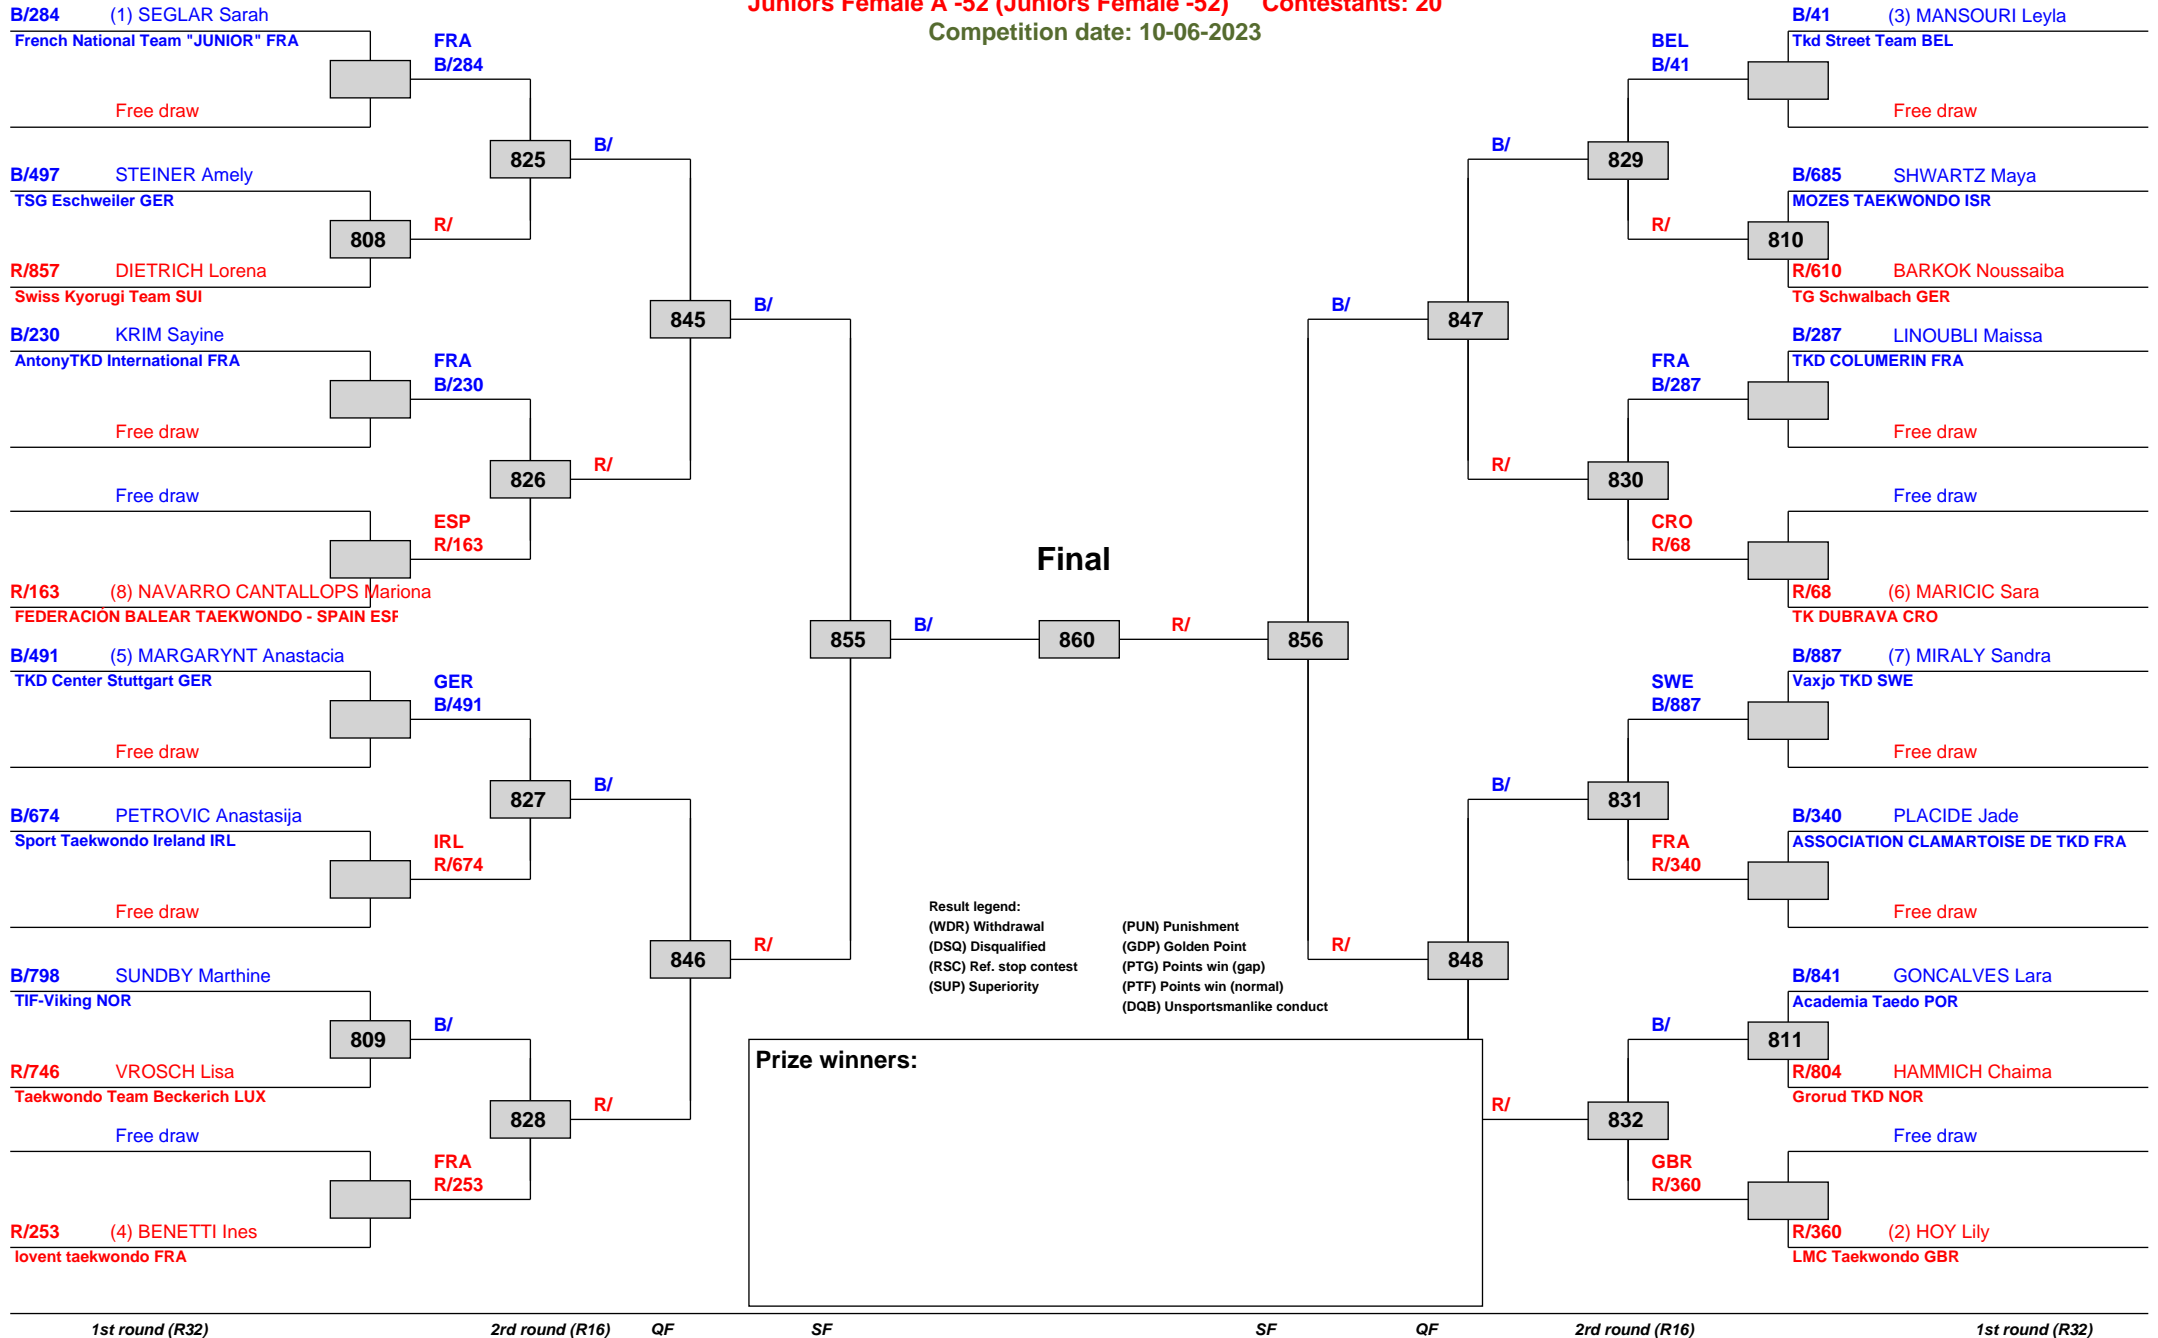 Juniors Female A -52 (Juniors Female -52) Contestants: 20
Competition date: 10-06-2023
B/284 (1) SEGLAR Sarah
French National Team "JUNIOR" FRA
FRA
B/284
Free draw
825
B/
B/497 STEINER Amely
TSG Eschweiler GER
808
R/
R/857 DIETRICH Lorena
Swiss Kyorugi Team SUI
845
B/
B/230 KRIM Sayine
AntonyTKD International FRA
FRA
B/230
Free draw
826
R/
Free draw
ESP
R/163
R/163 (8) NAVARRO CANTALLOPS Mariona
FEDERACIÓN BALEAR TAEKWONDO - SPAIN ESP
855
B/
B/491 (5) MARGARYNT Anastacia
TKD Center Stuttgart GER
GER
B/491
Free draw
827
B/
B/674 PETROVIC Anastasija
Sport Taekwondo Ireland IRL
IRL
R/674
Free draw
846
R/
B/798 SUNDBY Marthine
TIF-Viking NOR
809
B/
R/746 VROSCH Lisa
Taekwondo Team Beckerich LUX
828
R/
Free draw
FRA
R/253
R/253 (4) BENETTI Ines
lovent taekwondo FRA
Final
860
R/
856
Result legend:
(WDR) Withdrawal (PUN) Punishment
(DSQ) Disqualified (GDP) Golden Point
(RSC) Ref. stop contest (PTG) Points win (gap)
(SUP) Superiority (PTF) Points win (normal)
(DQB) Unsportsmanlike conduct
Prize winners:
B/41 (3) MANSOURI Leyla
Tkd Street Team BEL
BEL
B/41
Free draw
B/
829
B/685 SHWARTZ Maya
MOZES TAEKWONDO ISR
R/
810
R/610 BARKOK Noussaiba
TG Schwalbach GER
B/
847
B/287 LINOUBLI Maissa
TKD COLUMERIN FRA
FRA
B/287
Free draw
R/
830
Free draw
CRO
R/68
R/68 (6) MARICIC Sara
TK DUBRAVA CRO
B/887 (7) MIRALY Sandra
Vaxjo TKD SWE
SWE
B/887
Free draw
B/
831
B/340 PLACIDE Jade
ASSOCIATION CLAMARTOISE DE TKD FRA
FRA
R/340
Free draw
R/
848
B/841 GONCALVES Lara
Academia Taedo POR
B/
811
R/804 HAMMICH Chaima
Grorud TKD NOR
R/
832
Free draw
GBR
R/360
R/360 (2) HOY Lily
LMC Taekwondo GBR
1st round (R32) 2rd round (R16) QF SF SF QF 2rd round (R16) 1st round (R32)